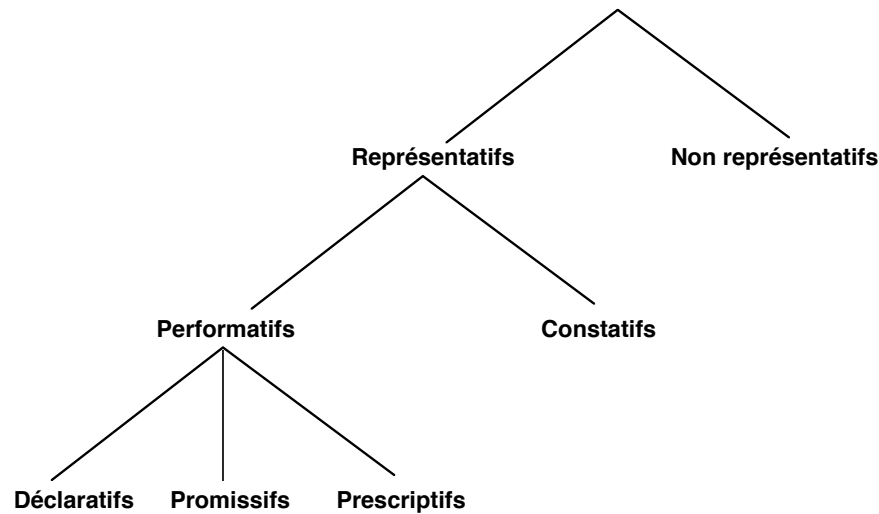 Représentatifs Non représentatifs
Performatifs Constatifs
Déclaratifs Promissifs Prescriptifs